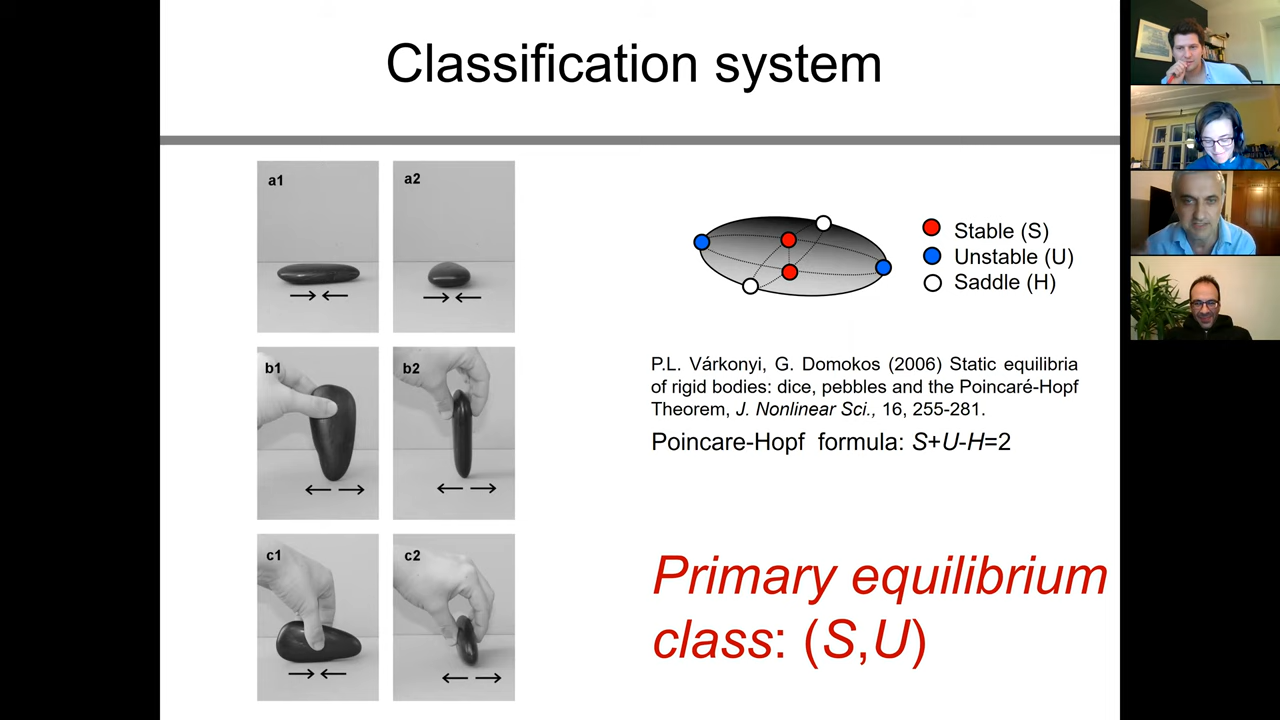 Classification system
a1
a2
b1
b2
c1
c2
Stable (S)
Unstable (U)
Saddle (H)
P.L. Várkonyi, G. Domokos (2006) Static equilibria
of rigid bodies: dice, pebbles and the Poincaré-Hopf
Theorem, J. Nonlinear Sci., 16, 255-281.
Poincare-Hopf formula: S+U-H=2
Primary equilibrium
class: (S,U)